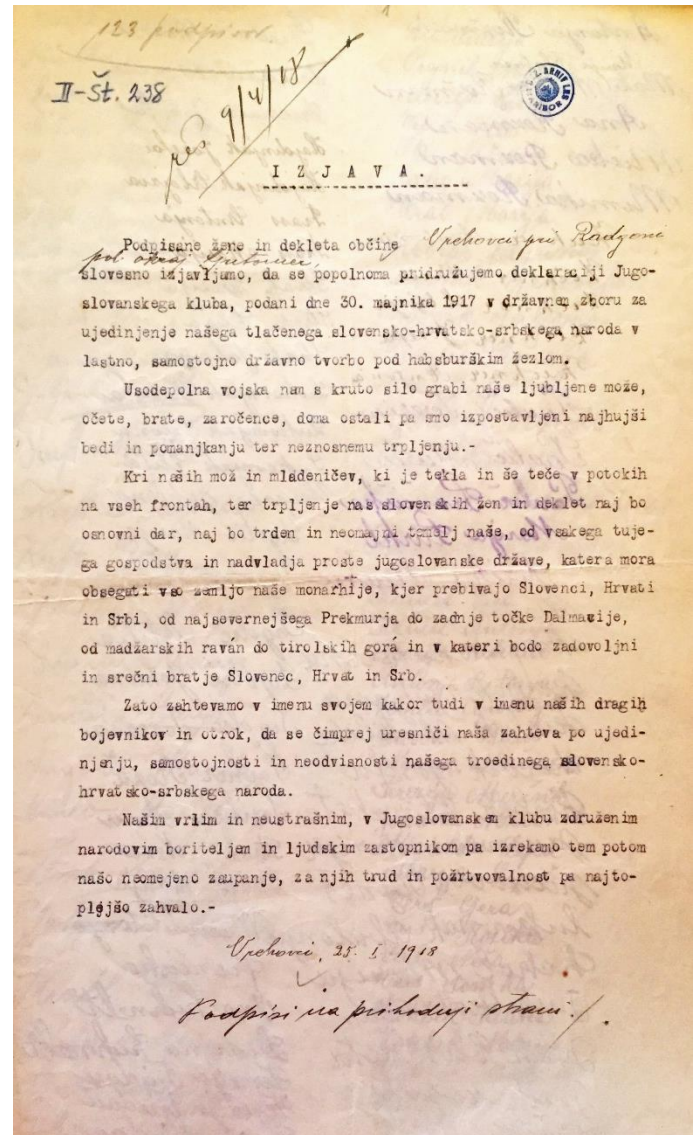 123 podpisov
II-Št. 238
reš 9/4/18
ARHIV
MARIBOR
IZJAVA.
Podpisane žene in dekleta občine Vrehovci pri Radgoni
pol. okraj
slovesno izjavljamo, da se popolnoma pridružujemo deklaraciji Jugo-
slovanskega kluba, podani dne 30. majnika 1917 v državnem zboru za
ujedinjenje našega tlačenega slovensko-hrvatsko-srbskega naroda v
lastno, samostojno državno tvorbo pod habsburškim žezlom.
Usodepolna vojska nam s kruto silo grabi naše ljubljene može,
očete, brate, zaročence, doma ostali pa smo izpostavljeni najhujši
bedi in pomanjkanju ter neznosnemu trpljenju.-
Kri naših mož in mladeničev, ki je tekla in še teče v potokih
na vseh frontah, ter trpljenje nas slovenskih žen in deklet naj bo
osnovni dar, naj bo trden in neomajni temelj naše, od vsakega tuje-
ga gospodstva in nadvladja proste jugoslovanske države, katera mora
obsegati vso zemljo naše monarhije, kjer prebivajo Slovenci, Hrvati
in Srbi, od najsevernejšega Prekmurja do zadnje točke Dalmacije,
od madžarskih raván do tirolskih gorá in v kateri bodo zadovoljni
in srečni bratje Slovenec, Hrvat in Srb.
Zato zahtevamo v imenu svojem kakor tudi v imenu naših dragih
bojevnikov in otrok, da se čimprej uresniči naša zahteva po ujedi-
njenju, samostojnosti in neodvisnosti našega troedinega slovensko-
hrvatsko-srbskega naroda.
Našim vrlim in neustrašnim, v Jugoslovanskem klubu združenim
narodovim boriteljem in ljudskim zastopnikom pa izrekamo tem potom
našo neomejeno zaupanje, za njih trud in požrtvovalnost pa najto-
plejšo zahvalo.-
Vrehovci, 25. I. 1918
Podpisi na prihodnji strani./.